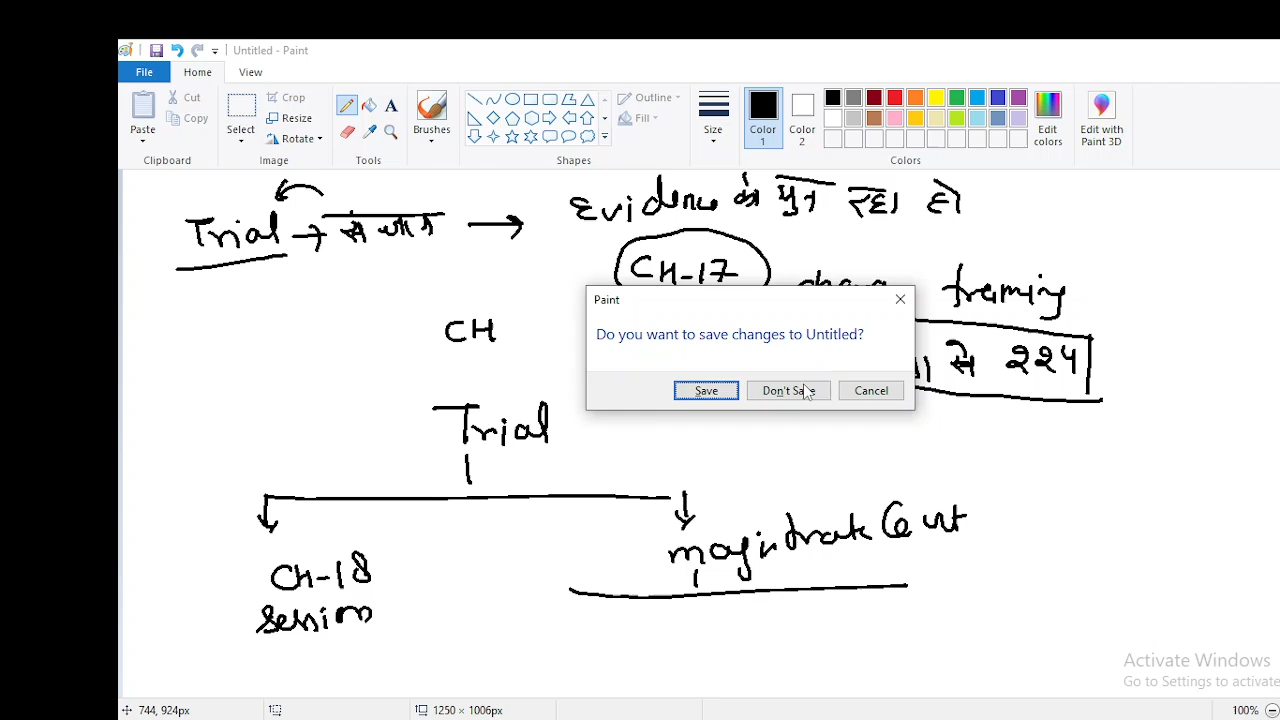 Untitled - Paint
File Home View
Paste Cut Copy Clipboard
Select Crop Resize Rotate Image
Tools
Brushes
Shapes
Outline Fill
Size
Color 1 Color 2 Colors
Edit colors
Edit with Paint 3D
Trial → → Evidence को रहा हो
CH-17 framing
CH
Paint
Do you want to save changes to Untitled?
Save Don't Save Cancel
से 224
Trial
CH-18 magistrate Court
session
Activate Windows
Go to Settings to activate
744, 924px 1250 × 1006px 100%